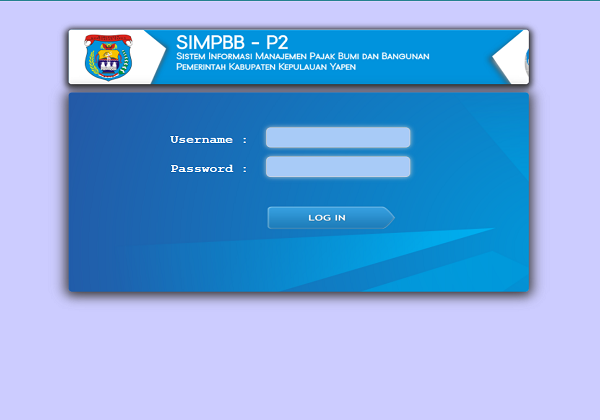 SIMPBB - P2
Sistem Informasi Manajemen Pajak Bumi dan Bangunan
Pemerintah Kabupaten Kepulauan Yapen
Username :
Password :
LOG IN